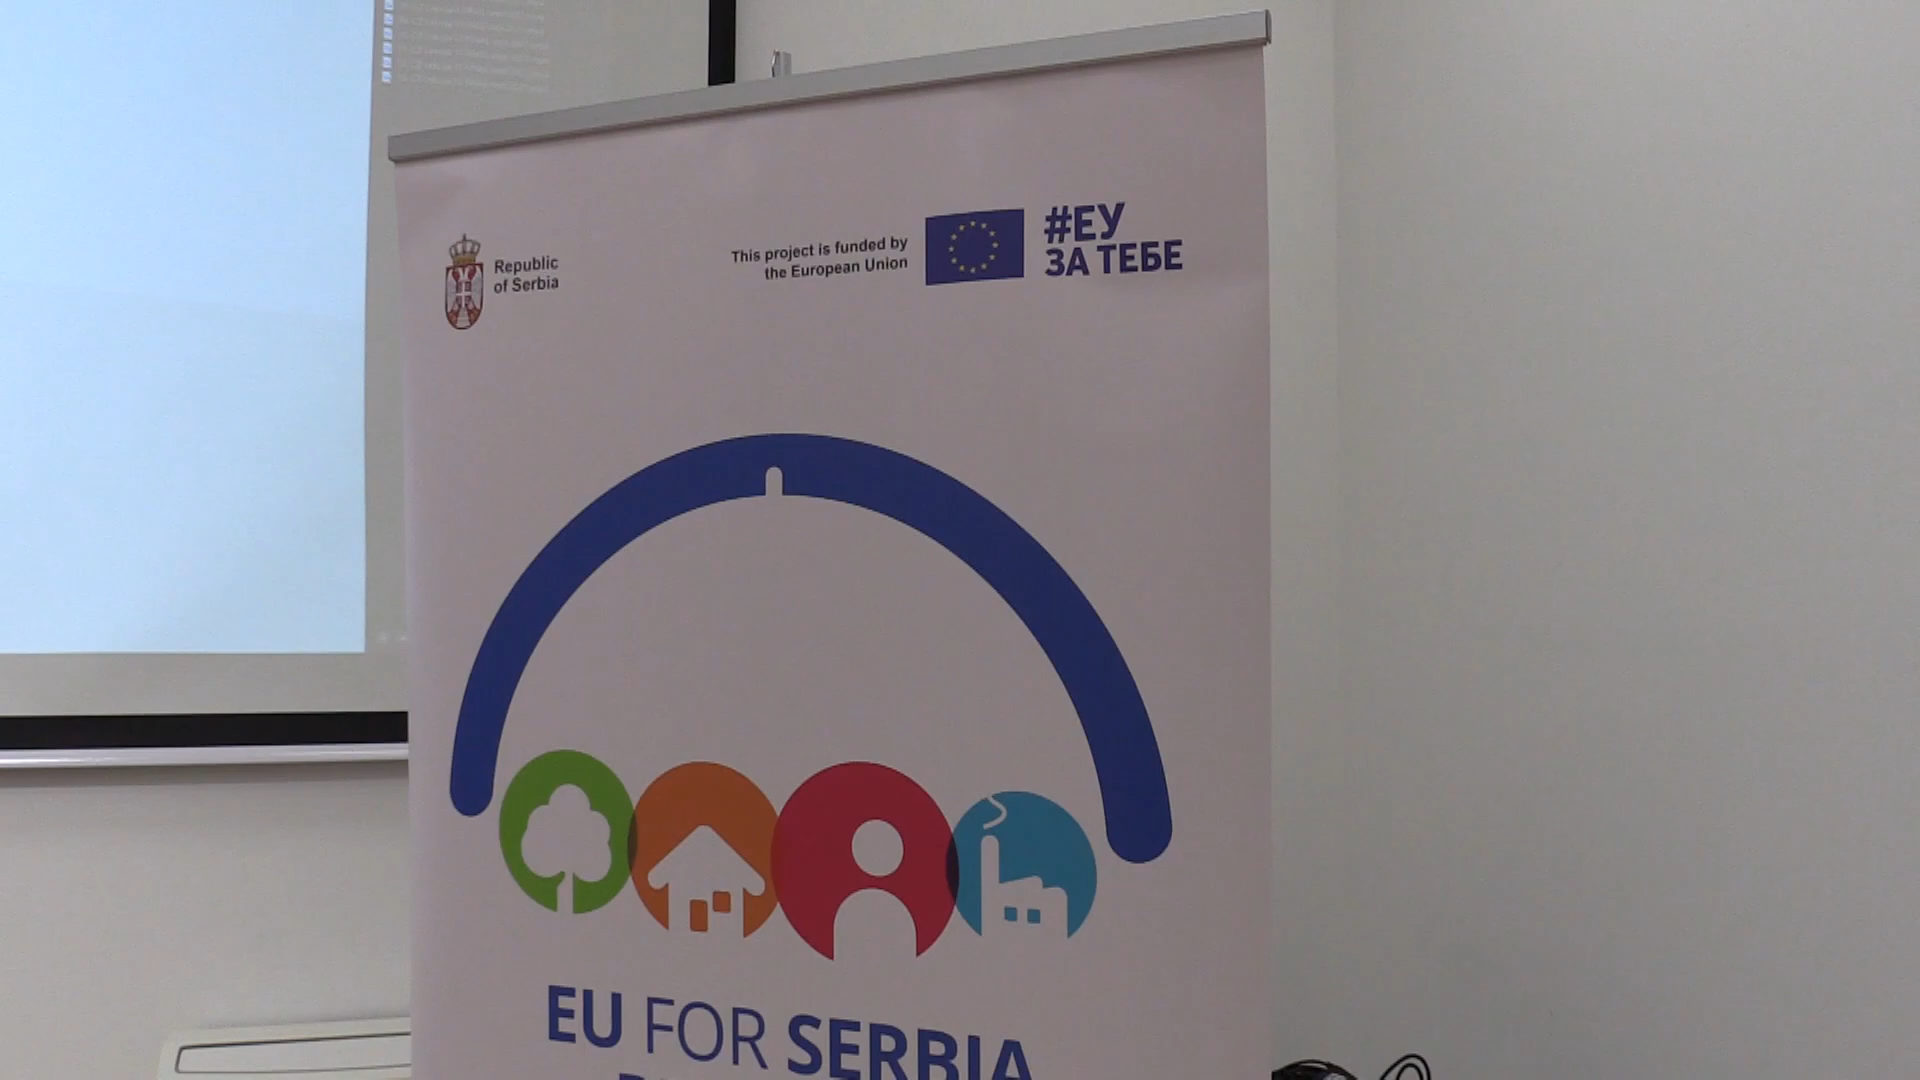 Republic
of Serbia
This project is funded by
the European Union
#ЕУ
ЗА ТЕБЕ
EU FOR SERBIA